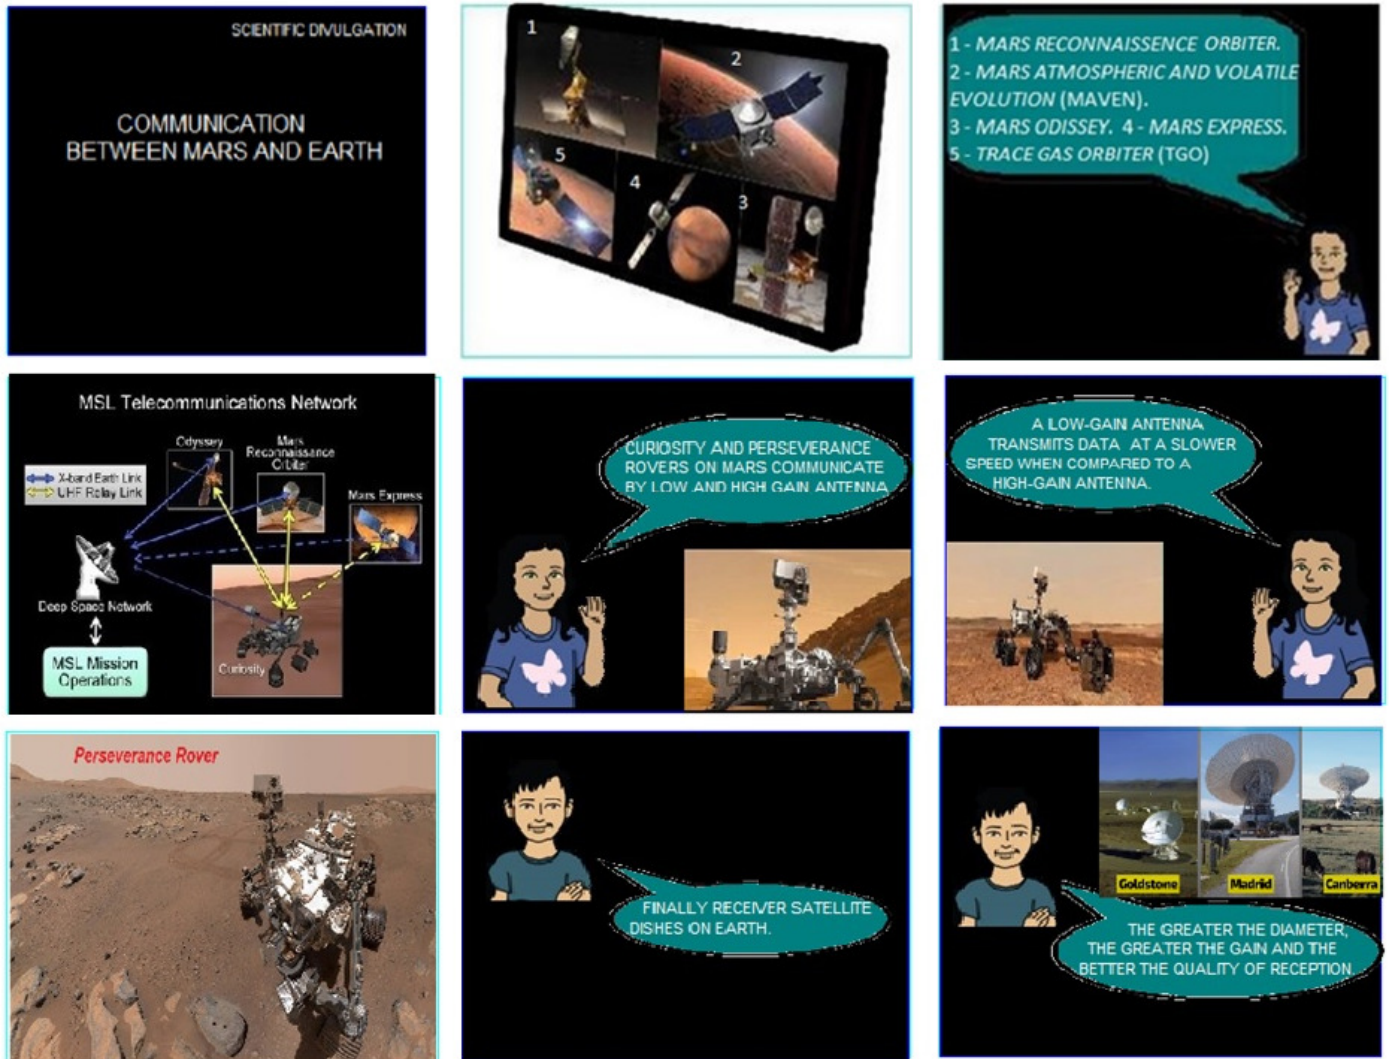 SCIENTIFIC DIVULGATION
COMMUNICATION
BETWEEN MARS AND EARTH
1
2
5
4
3
1 - MARS RECONNAISSENCE ORBITER.
2 - MARS ATMOSPHERIC AND VOLATILE
EVOLUTION (MAVEN).
3 - MARS ODISSEY. 4 - MARS EXPRESS.
5 - TRACE GAS ORBITER (TGO)
MSL Telecommunications Network
Odyssey
Mars
Reconnaissance
Orbiter
Mars Express
X-band Earth Link
UHF Relay Link
Deep Space Network
MSL Mission
Operations
Curiosity
CURIOSITY AND PERSEVERANCE
ROVERS ON MARS COMMUNICATE
BY LOW AND HIGH GAIN ANTENNA
A LOW-GAIN ANTENNA
TRANSMITS DATA AT A SLOWER
SPEED WHEN COMPARED TO A
HIGH-GAIN ANTENNA.
Perseverance Rover
FINALLY RECEIVER SATELLITE
DISHES ON EARTH.
Goldstone
Madrid
Canberra
THE GREATER THE DIAMETER,
THE GREATER THE GAIN AND THE
BETTER THE QUALITY OF RECEPTION.